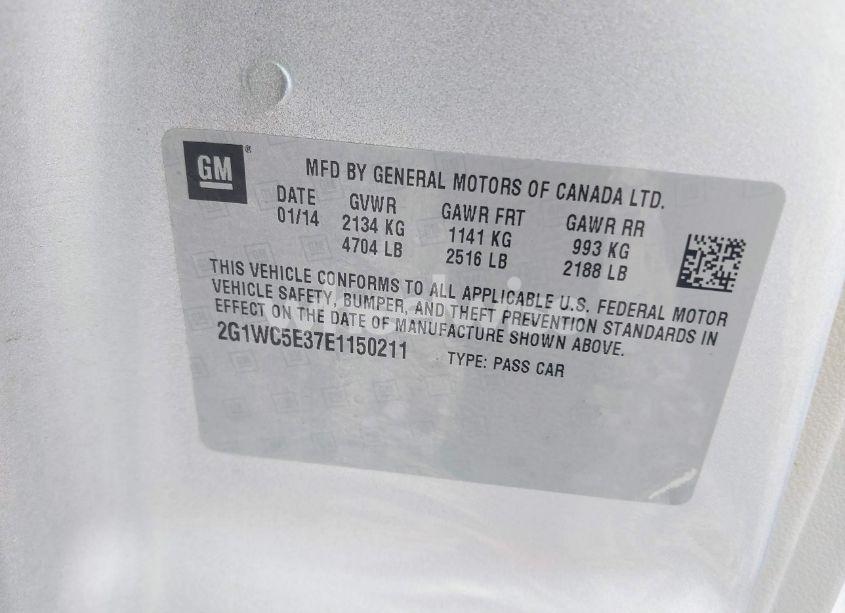 GM®
MFD BY GENERAL MOTORS OF CANADA LTD.
DATE GVWR GAWR FRT GAWR RR
01/14 2134 KG 1141 KG 993 KG
4704 LB 2516 LB 2188 LB
THIS VEHICLE CONFORMS TO ALL APPLICABLE U.S. FEDERAL MOTOR
VEHICLE SAFETY, BUMPER, AND THEFT PREVENTION STANDARDS IN
EFFECT ON THE DATE OF MANUFACTURE SHOWN ABOVE.
2G1WC5E37E1150211 TYPE: PASS CAR